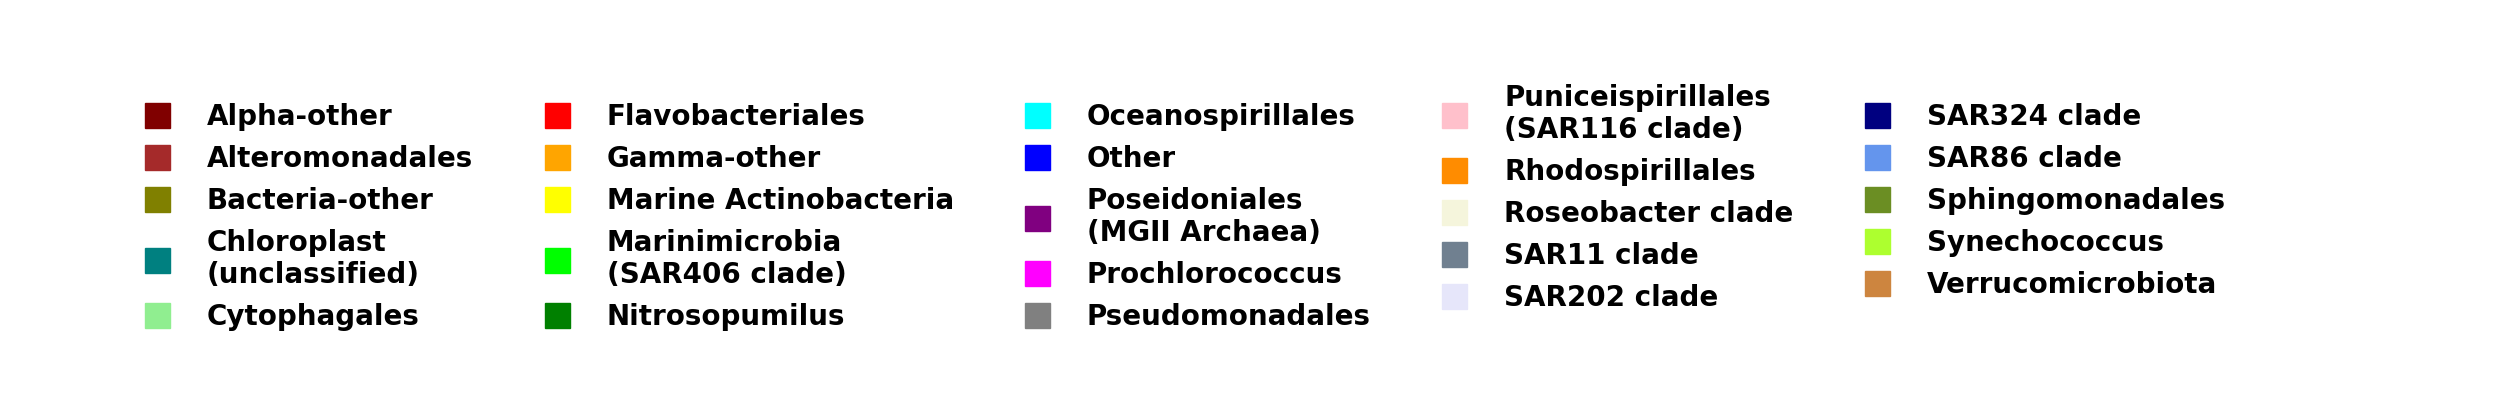 Alpha-other
Alteromonadales
Bacteria-other
Chloroplast
(unclassified)
Cytophagales
Flavobacteriales
Gamma-other
Marine Actinobacteria
Marinimicrobia
(SAR406 clade)
Nitrosopumilus
Oceanospirillales
Other
Poseidoniales
(MGII Archaea)
Prochlorococcus
Pseudomonadales
Puniceispirillales
(SAR116 clade)
Rhodospirillales
Roseobacter clade
SAR11 clade
SAR202 clade
SAR324 clade
SAR86 clade
Sphingomonadales
Synechococcus
Verrucomicrobiota